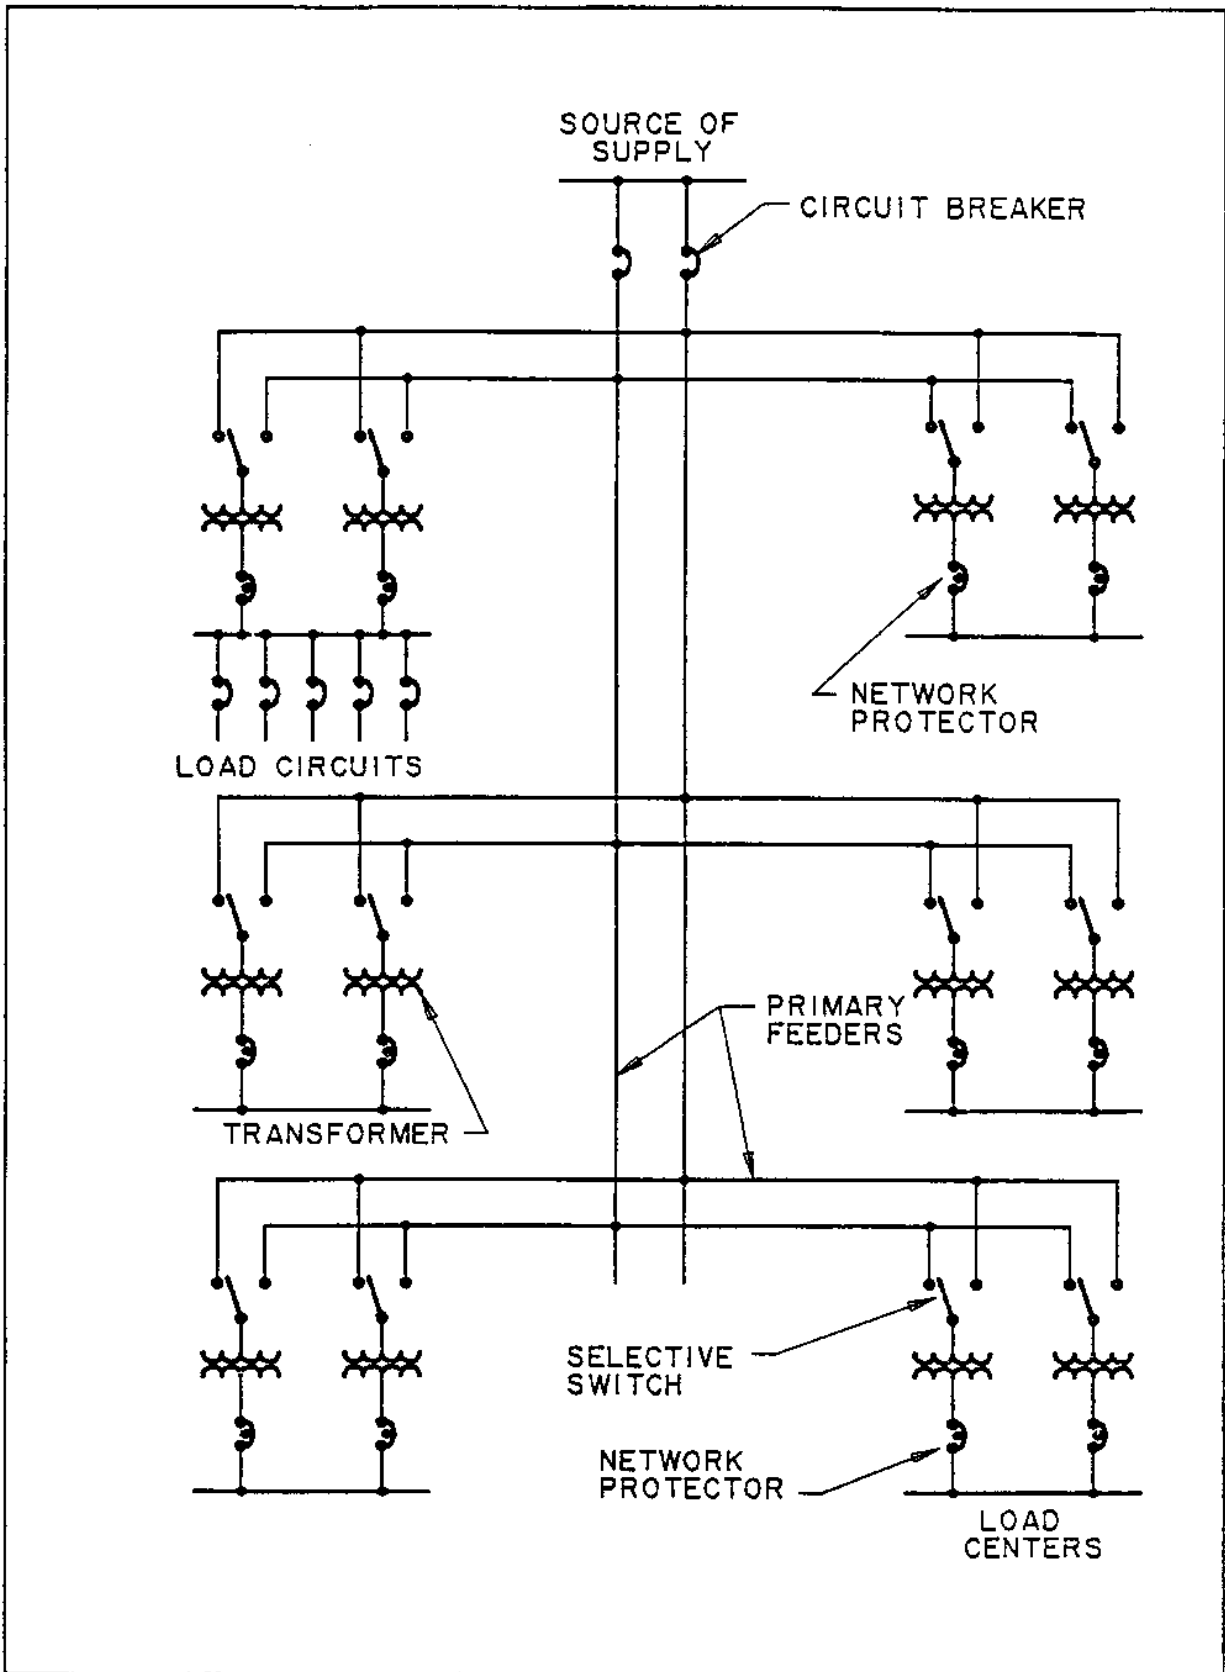 SOURCE OF
SUPPLY
CIRCUIT BREAKER
NETWORK
PROTECTOR
LOAD CIRCUITS
PRIMARY
FEEDERS
TRANSFORMER
SELECTIVE
SWITCH
NETWORK
PROTECTOR
LOAD
CENTERS